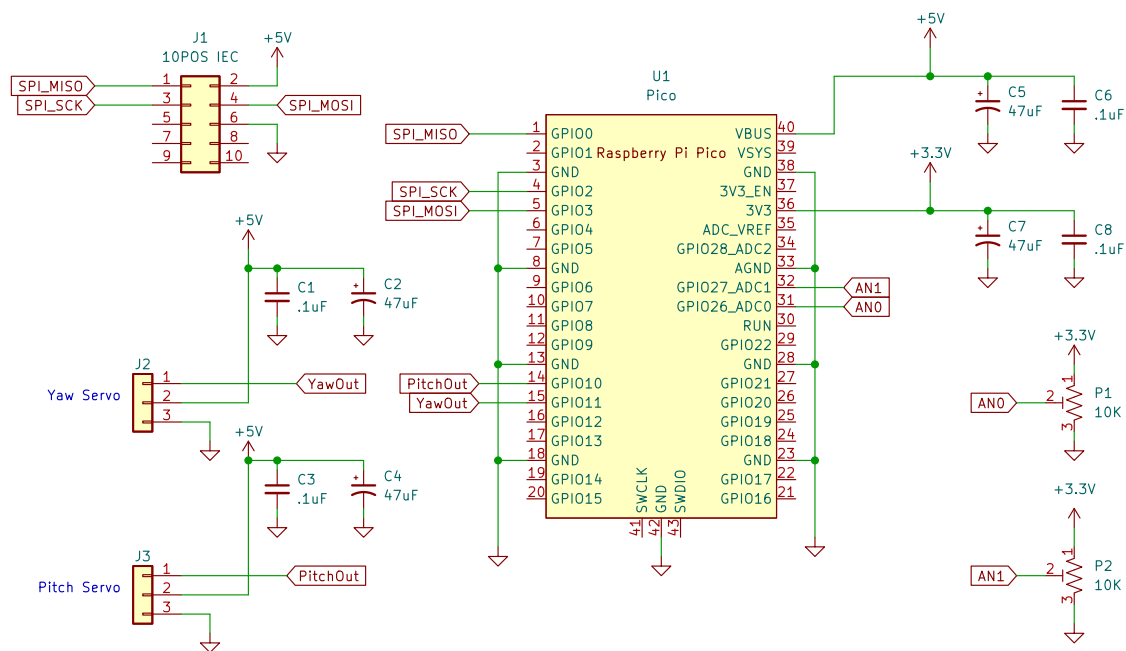 J1
10POS IEC
+5V
SPI_MISO 1 2
SPI_SCK 3 4 SPI_MOSI
5 6
7 8
9 10
U1
Pico
Raspberry Pi Pico
SPI_MISO 1 GPIO0
2 GPIO1
3 GND
SPI_SCK 4 GPIO2
SPI_MOSI 5 GPIO3
6 GPIO4
7 GPIO5
8 GND
9 GPIO6
10 GPIO7
11 GPIO8
12 GPIO9
13 GND
PitchOut 14 GPIO10
YawOut 15 GPIO11
16 GPIO12
17 GPIO13
18 GND
19 GPIO14
20 GPIO15
VBUS 40
VSYS 39
GND 38
3V3_EN 37
3V3 36
ADC_VREF 35
GPIO28_ADC2 34
AGND 33
GPIO27_ADC1 32 AN1
GPIO26_ADC0 31 AN0
RUN 30
GPIO22 29
GND 28
GPIO21 27
GPIO20 26
GPIO19 25
GPIO18 24
GND 23
GPIO17 22
GPIO16 21
SWCLK 41
GND 42
SWDIO 43
+5V
+
C5
47uF
C6
.1uF
+3.3V
+
C7
47uF
C8
.1uF
+5V
C1
.1uF
+
C2
47uF
J2
Yaw Servo
1 YawOut
2
3
+5V
C3
.1uF
+
C4
47uF
J3
Pitch Servo
1 PitchOut
2
3
+3.3V
1
AN0 2
3
P1
10K
+3.3V
1
AN1 2
3
P2
10K